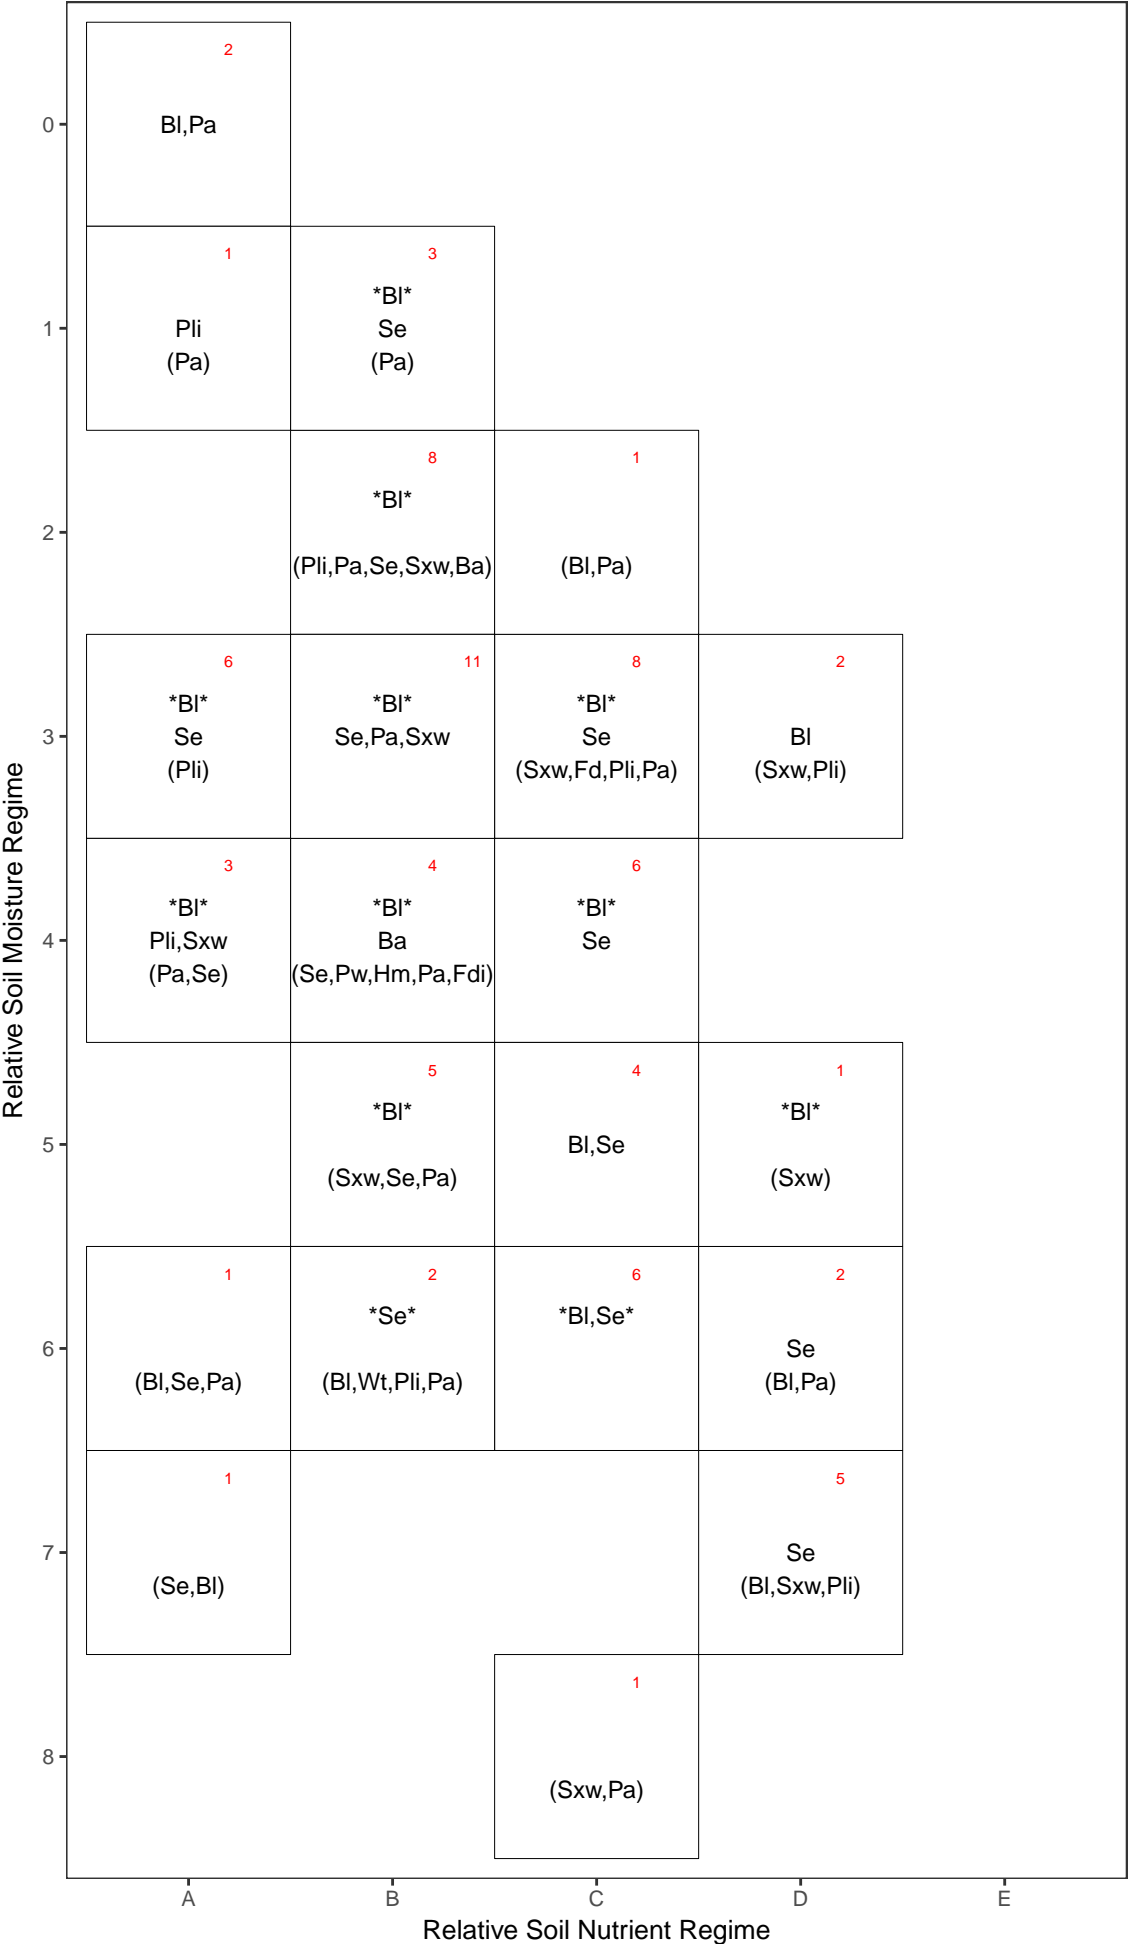 2
Bl,Pa
0
1
Pli
(Pa)
3
*Bl*
Se
(Pa)
1
8
*Bl*
(Pli,Pa,Se,Sxw,Ba)
1
(Bl,Pa)
2
6
*Bl*
Se
(Pli)
11
*Bl*
Se,Pa,Sxw
8
*Bl*
Se
(Sxw,Fd,Pli,Pa)
2
Bl
(Sxw,Pli)
3
3
*Bl*
Pli,Sxw
(Pa,Se)
4
*Bl*
Ba
(Se,Pw,Hm,Pa,Fdi)
6
*Bl*
Se
4
Relative Soil Moisture Regime
5
*Bl*
(Sxw,Se,Pa)
4
Bl,Se
1
*Bl*
(Sxw)
5
1
(Bl,Se,Pa)
2
*Se*
(Bl,Wt,Pli,Pa)
6
*Bl,Se*
2
Se
(Bl,Pa)
6
1
(Se,Bl)
5
Se
(Bl,Sxw,Pli)
7
1
(Sxw,Pa)
8
A B C D E
Relative Soil Nutrient Regime